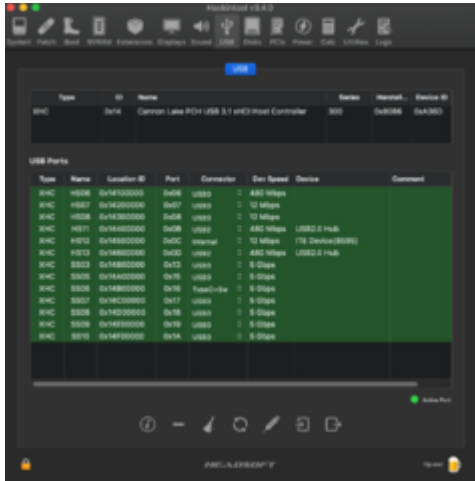 Hackintool v3.4.0
System Patch Boot NVRAM Extensions Displays Sound USB Disks PCIe Power Calc Utilities Logs
USB
Type ID Name Series Device ID
XHC 0x14 Cannon Lake PCH USB 3.1 xHCI Host Controller 300 0x8086 0xA36D
USB Ports
Type Name Location ID Port Connector Dev Speed Device Comment
XHC HS06 0x14100000 0x06 USB3 480 Mbps
XHC HS07 0x14200000 0x07 USB3 12 Mbps
XHC HS08 0x14300000 0x08 USB3 12 Mbps
XHC HS11 0x14400000 0x0B USB2 480 Mbps USB2.0 Hub
XHC HS12 0x14500000 0x0C Internal 12 Mbps ITE Device(8595)
XHC HS13 0x14600000 0x0D USB2 480 Mbps USB2.0 Hub
XHC SS03 0x13 USB3 5 Gbps
XHC SS05 0x14A00000 0x15 USB3 5 Gbps
XHC SS06 0x14B00000 0x16 TypeC+Sw 5 Gbps
XHC SS07 0x14C00000 0x17 USB3 5 Gbps
XHC SS08 0x14D00000 0x18 USB3 5 Gbps
XHC SS09 0x14E00000 0x19 USB3 5 Gbps
XHC SS10 0x14F00000 0x1A USB3 5 Gbps
Active Port
HEADSOFT